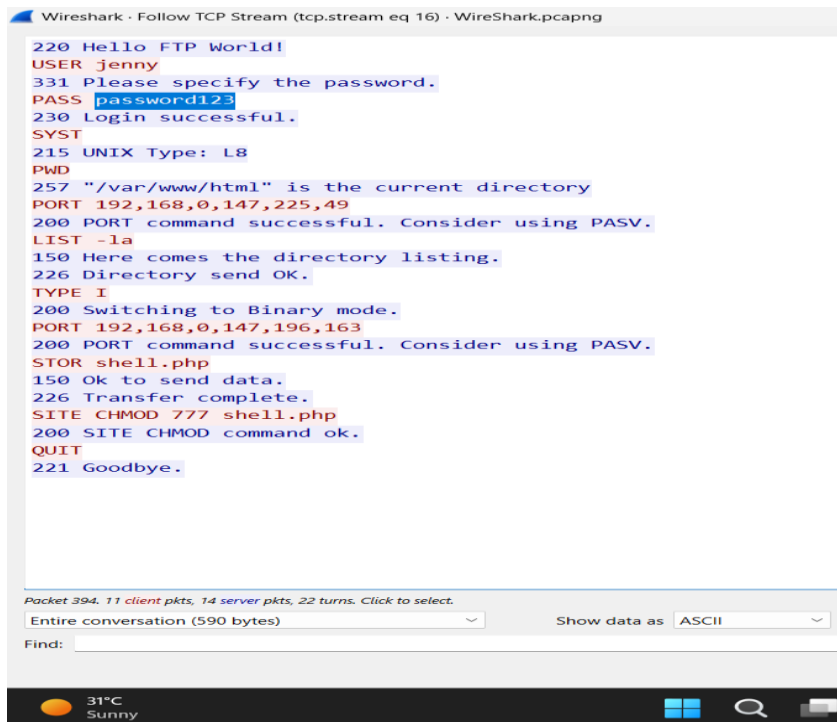 Wireshark · Follow TCP Stream (tcp.stream eq 16) · WireShark.pcapng
220 Hello FTP World!
USER jenny
331 Please specify the password.
PASS password123
230 Login successful.
SYST
215 UNIX Type: L8
PWD
257 "/var/www/html" is the current directory
PORT 192,168,0,147,225,49
200 PORT command successful. Consider using PASV.
LIST -la
150 Here comes the directory listing.
226 Directory send OK.
TYPE I
200 Switching to Binary mode.
PORT 192,168,0,147,196,163
200 PORT command successful. Consider using PASV.
STOR shell.php
150 Ok to send data.
226 Transfer complete.
SITE CHMOD 777 shell.php
200 SITE CHMOD command ok.
QUIT
221 Goodbye.
Packet 394. 11 client pkts, 14 server pkts, 22 turns. Click to select.
Entire conversation (590 bytes) Show data as ASCII
Find:
31°C
Sunny